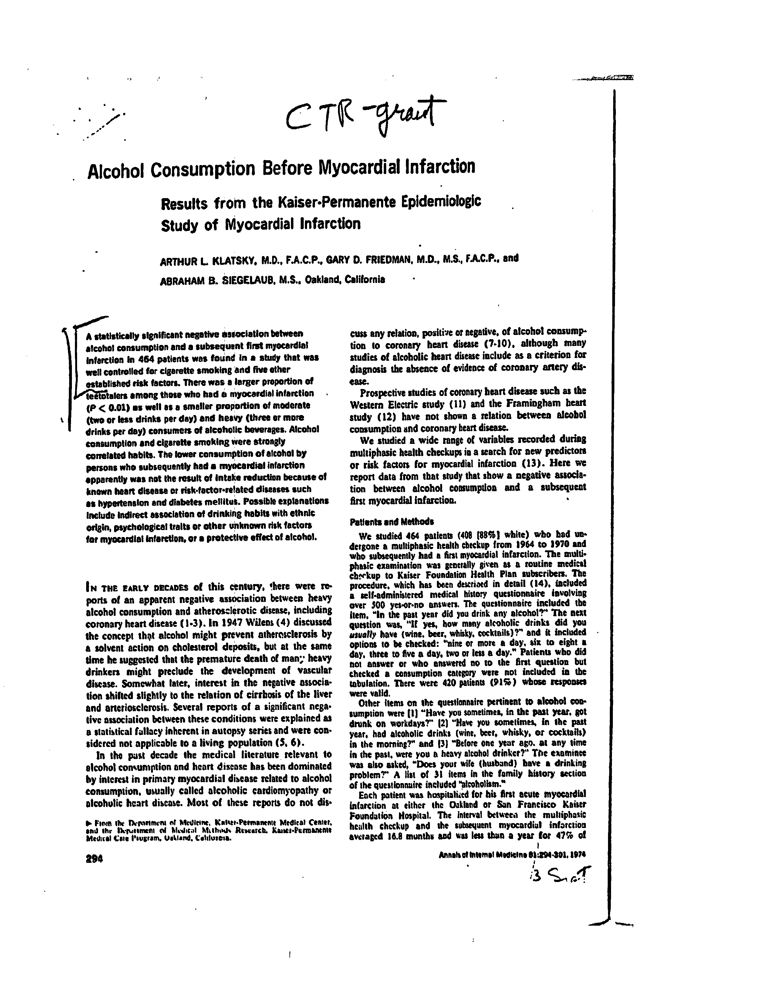 CTR-grant
Alcohol Consumption Before Myocardial Infarction
Results from the Kaiser-Permanente Epidemiologic
Study of Myocardial Infarction
ARTHUR L. KLATSKY, M.D., F.A.C.P., GARY D. FRIEDMAN, M.D., M.S., F.A.C.P., and
ABRAHAM B. SIEGELAUB, M.S., Oakland, California
A statistically significant negative association between
alcohol consumption and a subsequent first myocardial
infarction in 464 patients was found in a study that was
well controlled for cigarette smoking and five other
established risk factors. There was a larger proportion of
teetotalers among those who had a myocardial infarction
(P < 0.01) as well as a smaller proportion of moderate
(two or less drinks per day) and heavy (three or more
drinks per day) consumers of alcoholic beverages. Alcohol
consumption and cigarette smoking were strongly
correlated habits. The lower consumption of alcohol by
persons who subsequently had a myocardial infarction
apparently was not the result of intake reduction because of
known heart disease or risk-factor-related diseases such
as hypertension and diabetes mellitus. Possible explanations
include indirect association of drinking habits with ethnic
origin, psychological traits or other unknown risk factors
for myocardial infarction, or a protective effect of alcohol.
IN THE EARLY DECADES of this century, there were re-
ports of an apparent negative association between heavy
alcohol consumption and atherosclerotic disease, including
coronary heart disease (1-3). In 1947 Wilens (4) discussed
the concept that alcohol might prevent atherosclerosis by
a solvent action on cholesterol deposits, but at the same
time he suggested that the premature death of many heavy
drinkers might preclude the development of vascular
disease. Somewhat later, interest in the negative associa-
tion shifted slightly to the relation of cirrhosis of the liver
and arteriosclerosis. Several reports of a significant nega-
tive association between these conditions were explained as
a statistical fallacy inherent in autopsy series and were con-
sidered not applicable to a living population (5, 6).
In the past decade the medical literature relevant to
alcohol consumption and heart disease has been dominated
by interest in primary myocardial disease related to alcohol
consumption, usually called alcoholic cardiomyopathy or
alcoholic heart disease. Most of these reports do not dis-
► From the Department of Medicine, Kaiser-Permanente Medical Center,
and the Department of Medical Methods Research, Kaiser-Permanente
Medical Care Program, Oakland, California.
294
cuss any relation, positive or negative, of alcohol consump-
tion to coronary heart disease (7-10), although many
studies of alcoholic heart disease include as a criterion for
diagnosis the absence of evidence of coronary artery dis-
ease.
Prospective studies of coronary heart disease such as the
Western Electric study (11) and the Framingham heart
study (12) have not shown a relation between alcohol
consumption and coronary heart disease.
We studied a wide range of variables recorded during
multiphasic health checkups in a search for new predictors
or risk factors for myocardial infarction (13). Here we
report data from that study that show a negative associa-
tion between alcohol consumption and a subsequent
first myocardial infarction.
Patients and Methods
We studied 464 patients (408 [88%] white) who had un-
dergone a multiphasic health checkup from 1964 to 1970 and
who subsequently had a first myocardial infarction. The multi-
phasic examination was generally given as a routine medical
checkup to Kaiser Foundation Health Plan subscribers. The
procedure, which has been described in detail (14), included
a self-administered medical history questionnaire involving
over 500 yes-or-no answers. The questionnaire included the
item, "In the past year did you drink any alcohol?" The next
question was, "If yes, how many alcoholic drinks did you
usually have (wine, beer, whisky, cocktails)?" and it included
options to be checked: "nine or more a day, six to eight a
day, three to five a day, two or less a day." Patients who did
not answer or who answered no to the first question but
checked a consumption category were not included in the
tabulation. There were 420 patients (91%) whose responses
were valid.
Other items on the questionnaire pertinent to alcohol con-
sumption were [1] "Have you sometimes, in the past year, got
drunk on workdays?" [2] "Have you sometimes, in the past
year, had alcoholic drinks (wine, beer, whisky, or cocktails)
in the morning?" and [3] "Before one year ago, at any time
in the past, were you a heavy alcohol drinker?" The examinee
was also asked, "Does your wife (husband) have a drinking
problem?" A list of 31 items in the family history section
of the questionnaire included "alcoholism."
Each patient was hospitalized for his first acute myocardial
infarction at either the Oakland or San Francisco Kaiser
Foundation Hospital. The interval between the multiphasic
health checkup and the subsequent myocardial infarction
averaged 16.8 months and was less than a year for 47% of
Annals of Internal Medicine 81:294-301, 1974